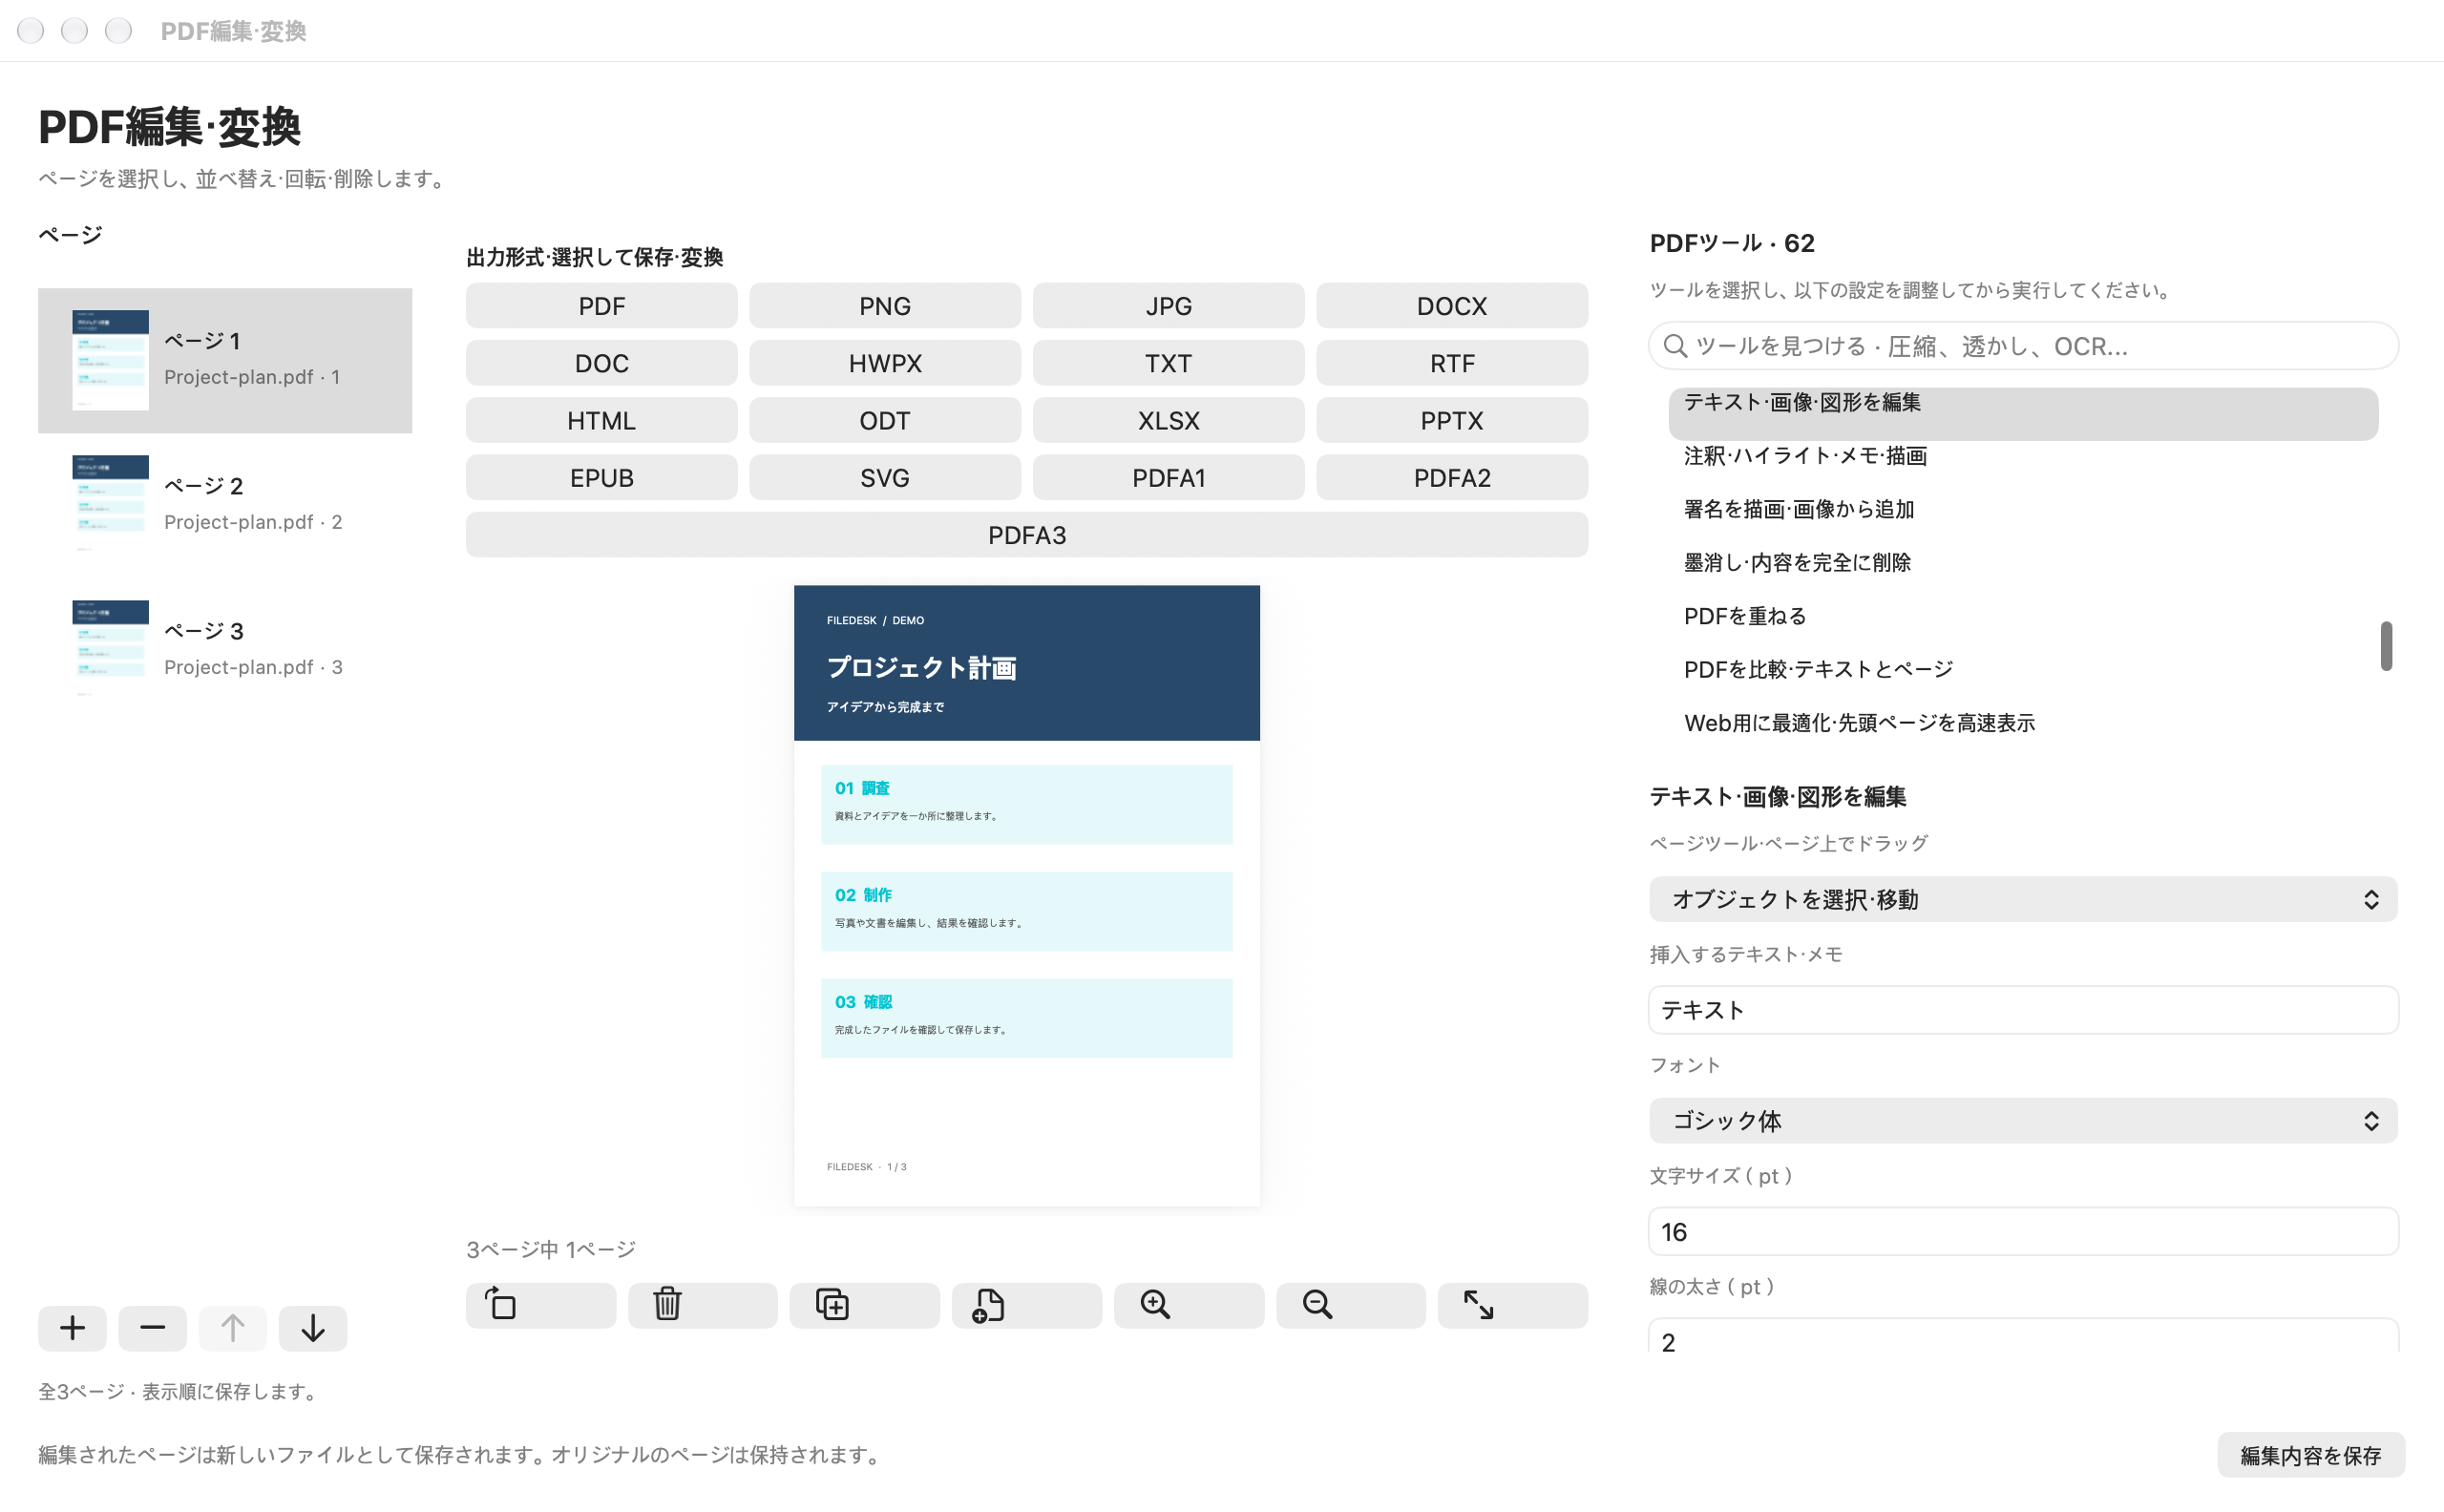 PDF編集·変換
PDF編集·変換
ページを選択し、並べ替え·回転·削除します。
ページ
ページ 1
Project-plan.pdf · 1
ページ 2
Project-plan.pdf · 2
ページ 3
Project-plan.pdf · 3
全3ページ · 表示順に保存します。
出力形式·選択して保存·変換
PDF PNG JPG DOCX
DOC HWPX TXT RTF
HTML ODT XLSX PPTX
EPUB SVG PDFA1 PDFA2
PDFA3
FILEDESK / DEMO
プロジェクト計画
アイデアから完成まで
01 調査
資料とアイデアを一か所に整理します。
02 制作
写真や文書を編集し、結果を確認します。
03 確認
完成したファイルを確認して保存します。
FILEDESK · 1 / 3
3ページ中 1ページ
PDFツール · 62
ツールを選択し、以下の設定を調整してから実行してください。
ツールを見つける · 圧縮、透かし、OCR...
テキスト·画像·図形を編集
注釈·ハイライト·メモ·描画
署名を描画·画像から追加
墨消し·内容を完全に削除
PDFを重ねる
PDFを比較·テキストとページ
Web用に最適化·先頭ページを高速表示
テキスト·画像·図形を編集
ページツール·ページ上でドラッグ
オブジェクトを選択·移動
挿入するテキスト·メモ
テキスト
フォント
ゴシック体
文字サイズ ( pt )
16
線の太さ ( pt )
2
編集されたページは新しいファイルとして保存されます。オリジナルのページは保持されます。
編集内容を保存